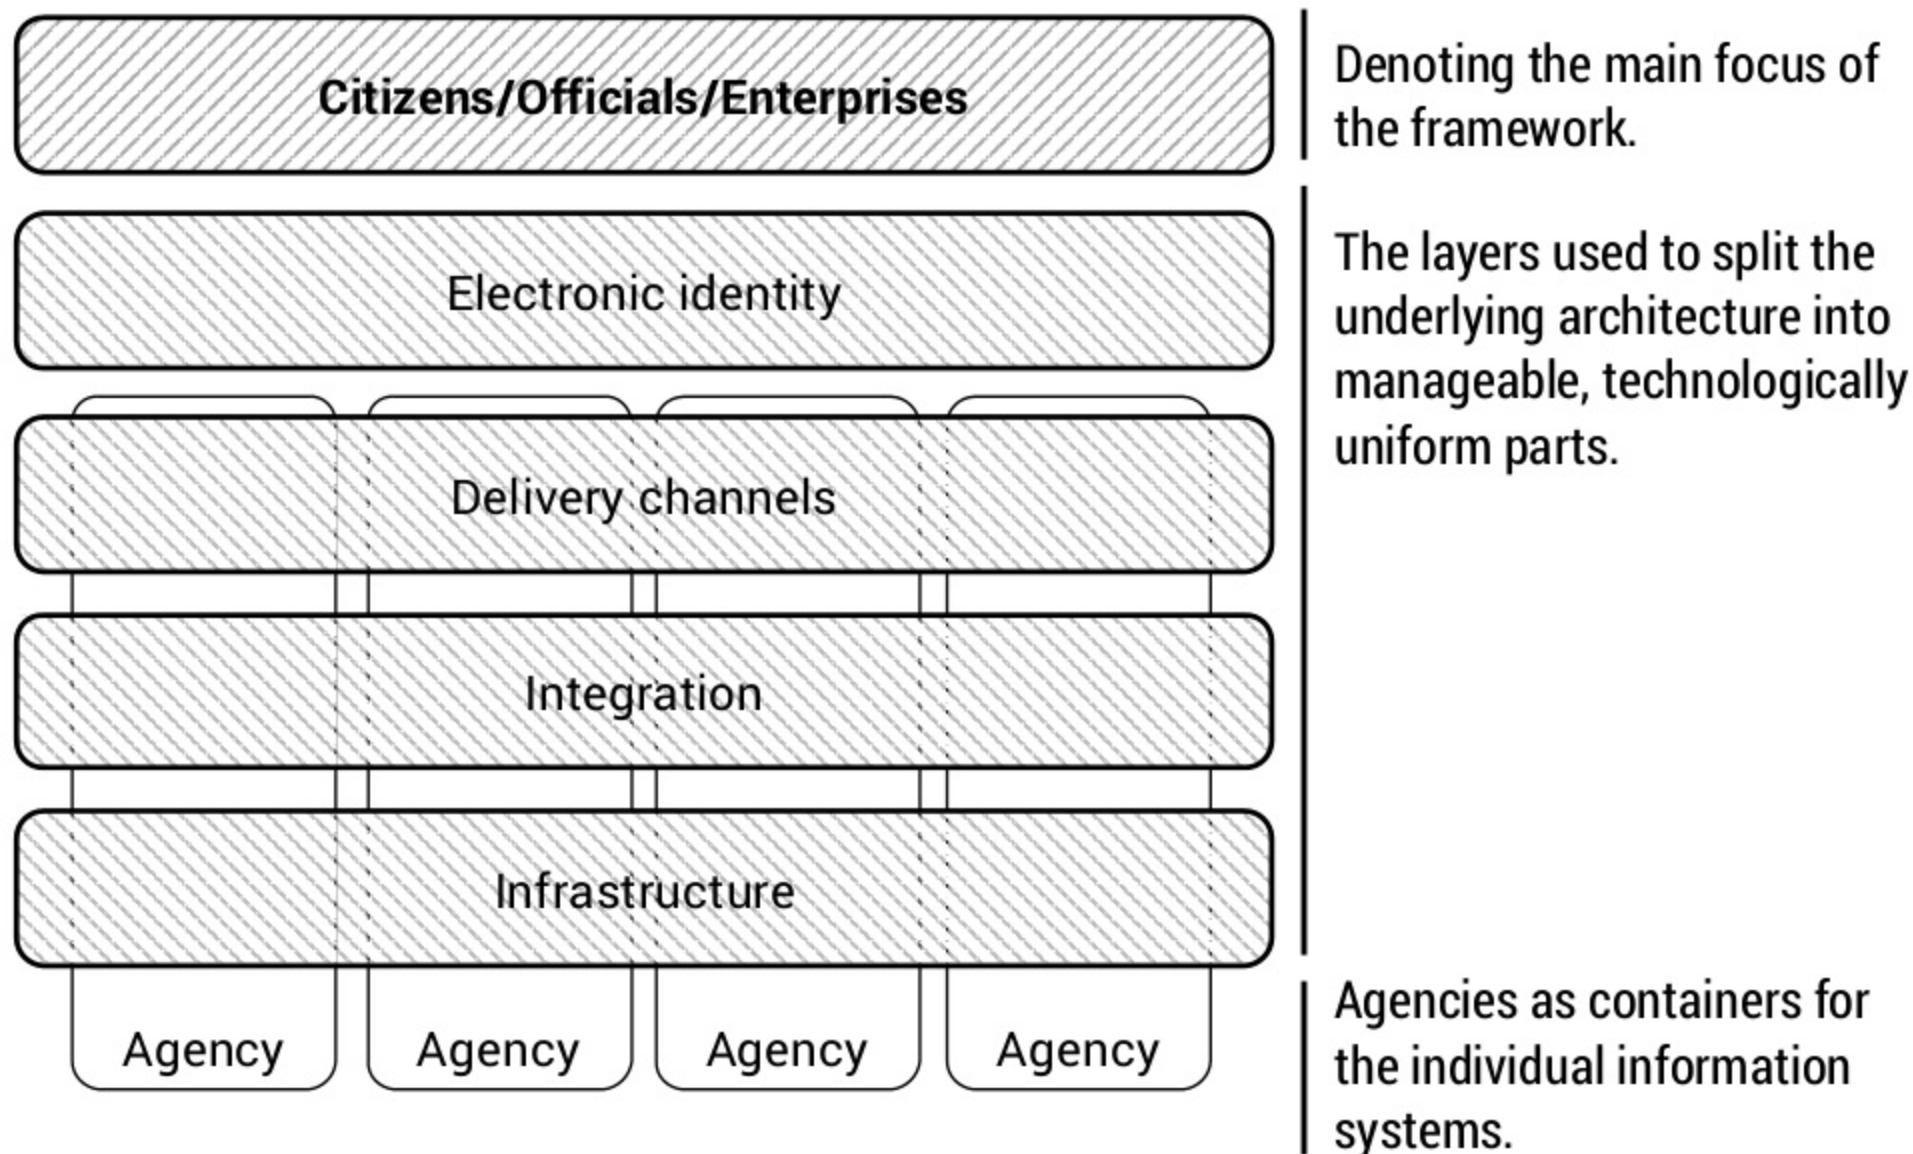 Citizens/Officials/Enterprises
Denoting the main focus of
the framework.
Electronic identity
The layers used to split the
underlying architecture into
manageable, technologically
uniform parts.
Delivery channels
Integration
Infrastructure
Agency
Agency
Agency
Agency
Agencies as containers for
the individual information
systems.